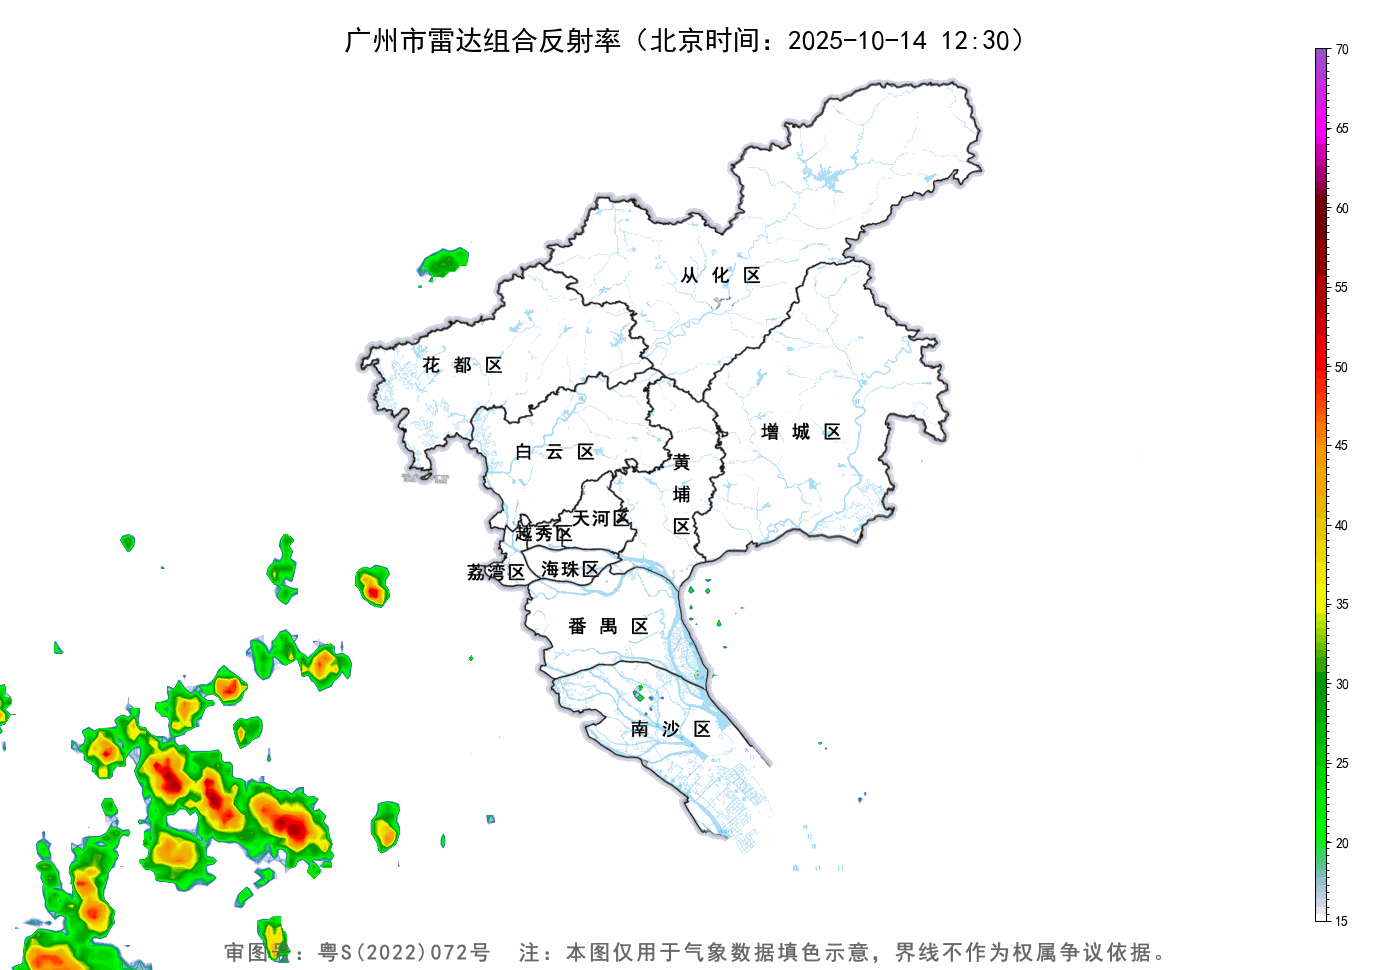 广州市雷达组合反射率（北京时间：2025-10-14 12:30）
70
65
60
55
50
45
40
35
30
25
20
15
从化区
花都区
增城区
白云区
黄埔区
天河区
越秀区
荔湾区
海珠区
番禺区
南沙区
审图号：粤S(2022)072号 注：本图仅用于气象数据填色示意，界线不作为权属争议依据。